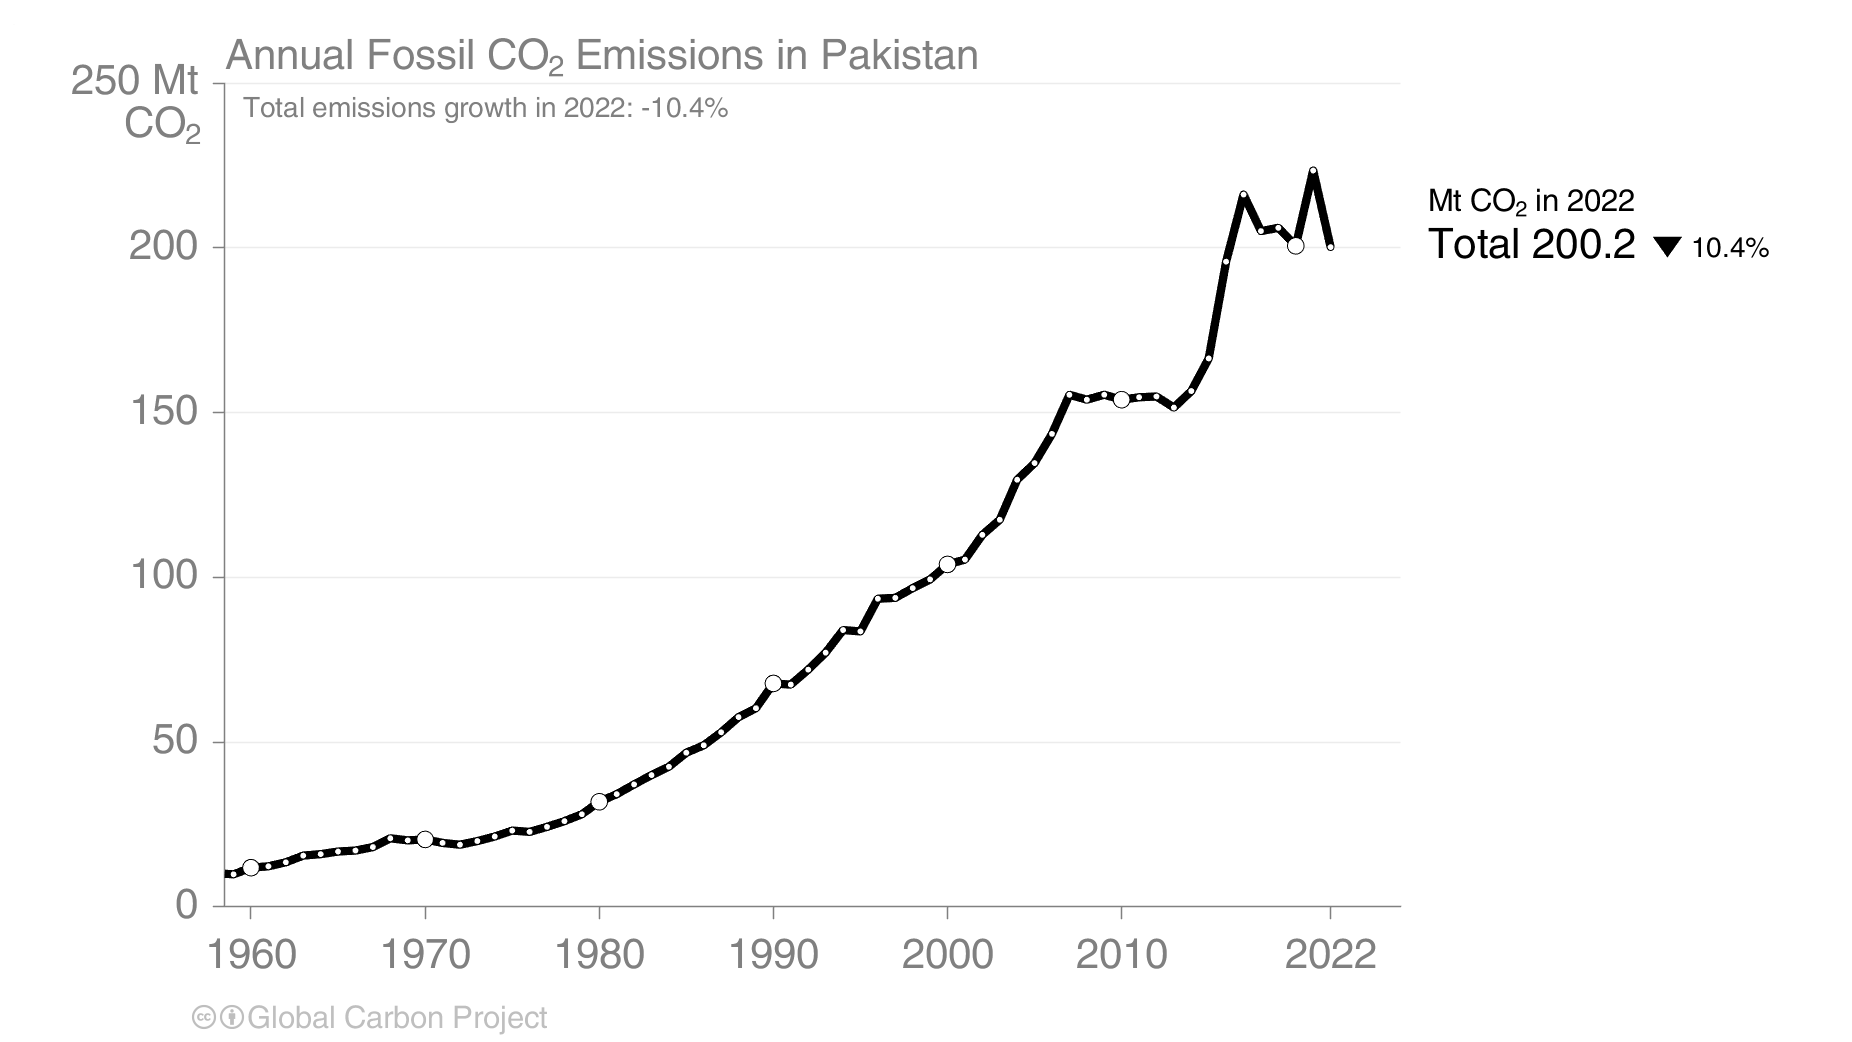 Annual Fossil CO₂ Emissions in Pakistan
250 Mt
CO₂
Total emissions growth in 2022: -10.4%
Mt CO₂ in 2022
Total 200.2 ▼ 10.4%
200
150
100
50
0
1960 1970 1980 1990 2000 2010 2022
cc Global Carbon Project